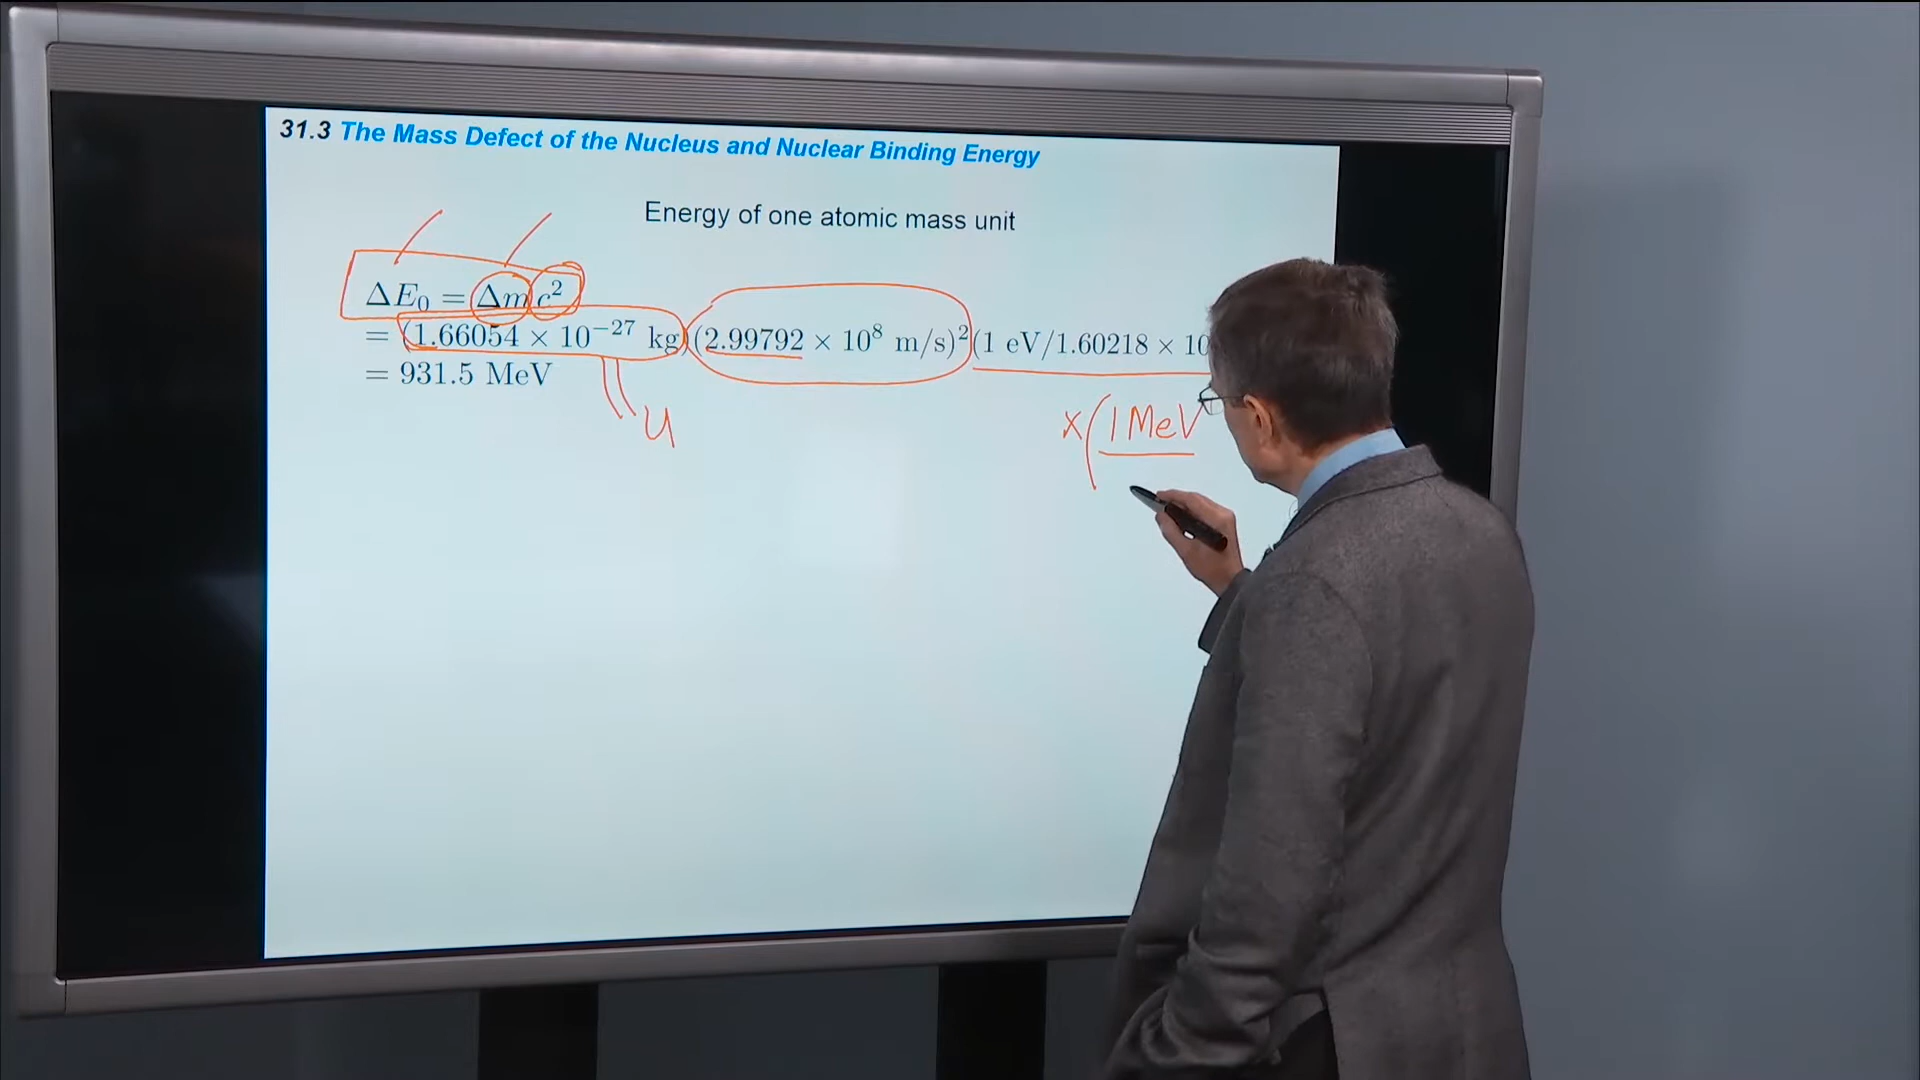 31.3 The Mass Defect of the Nucleus and Nuclear Binding Energy
Energy of one atomic mass unit
ΔE₀ = Δm c²
= (1.66054 × 10⁻²⁷ kg)(2.99792 × 10⁸ m/s)²(1 eV/1.60218 × 10
= 931.5 MeV
u
x(1 MeV